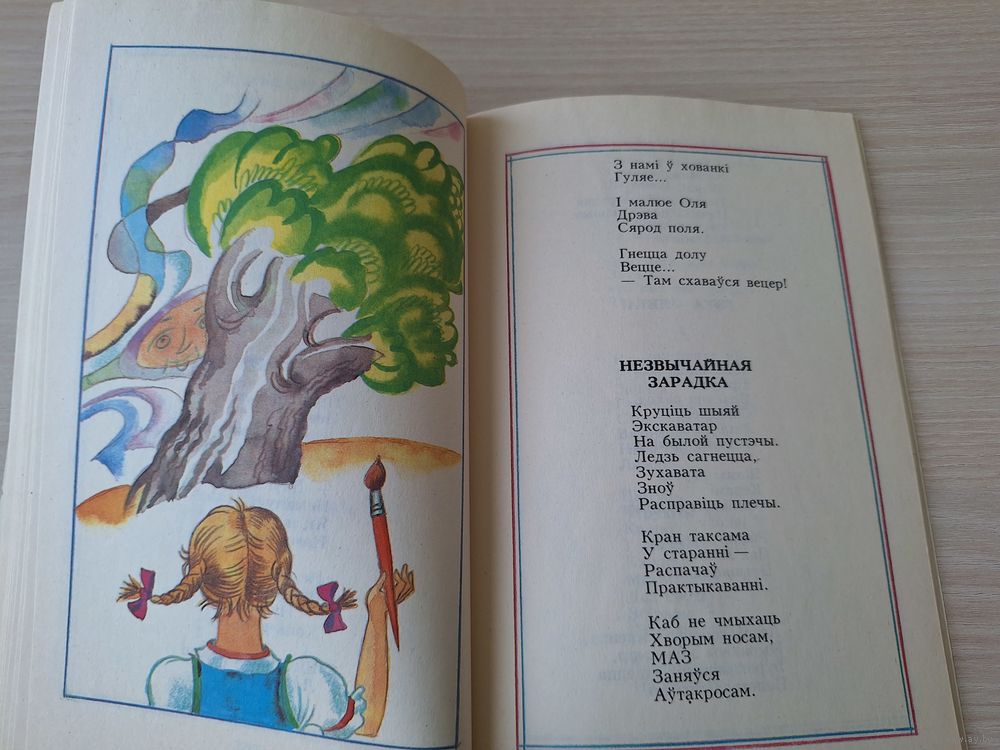 З намі ў хованкі
Гуляе...
І малюе Оля
Дрэва
Сярод поля.
Гнецца долу
Вецце...
— Там схаваўся вецер!
НЕЗВЫЧАЙНАЯ
ЗАРАДКА
Круціць шыяй
Экскаватар
На былой пустэчы.
Ледзь сагнецца,
Зухавата
Зноў
Расправіць плечы.
Кран таксама
У старанні —
Распачаў
Практыкаванні.
Каб не чмыхаць
Хворым носам,
МАЗ
Заняўся
Аўтакросам.